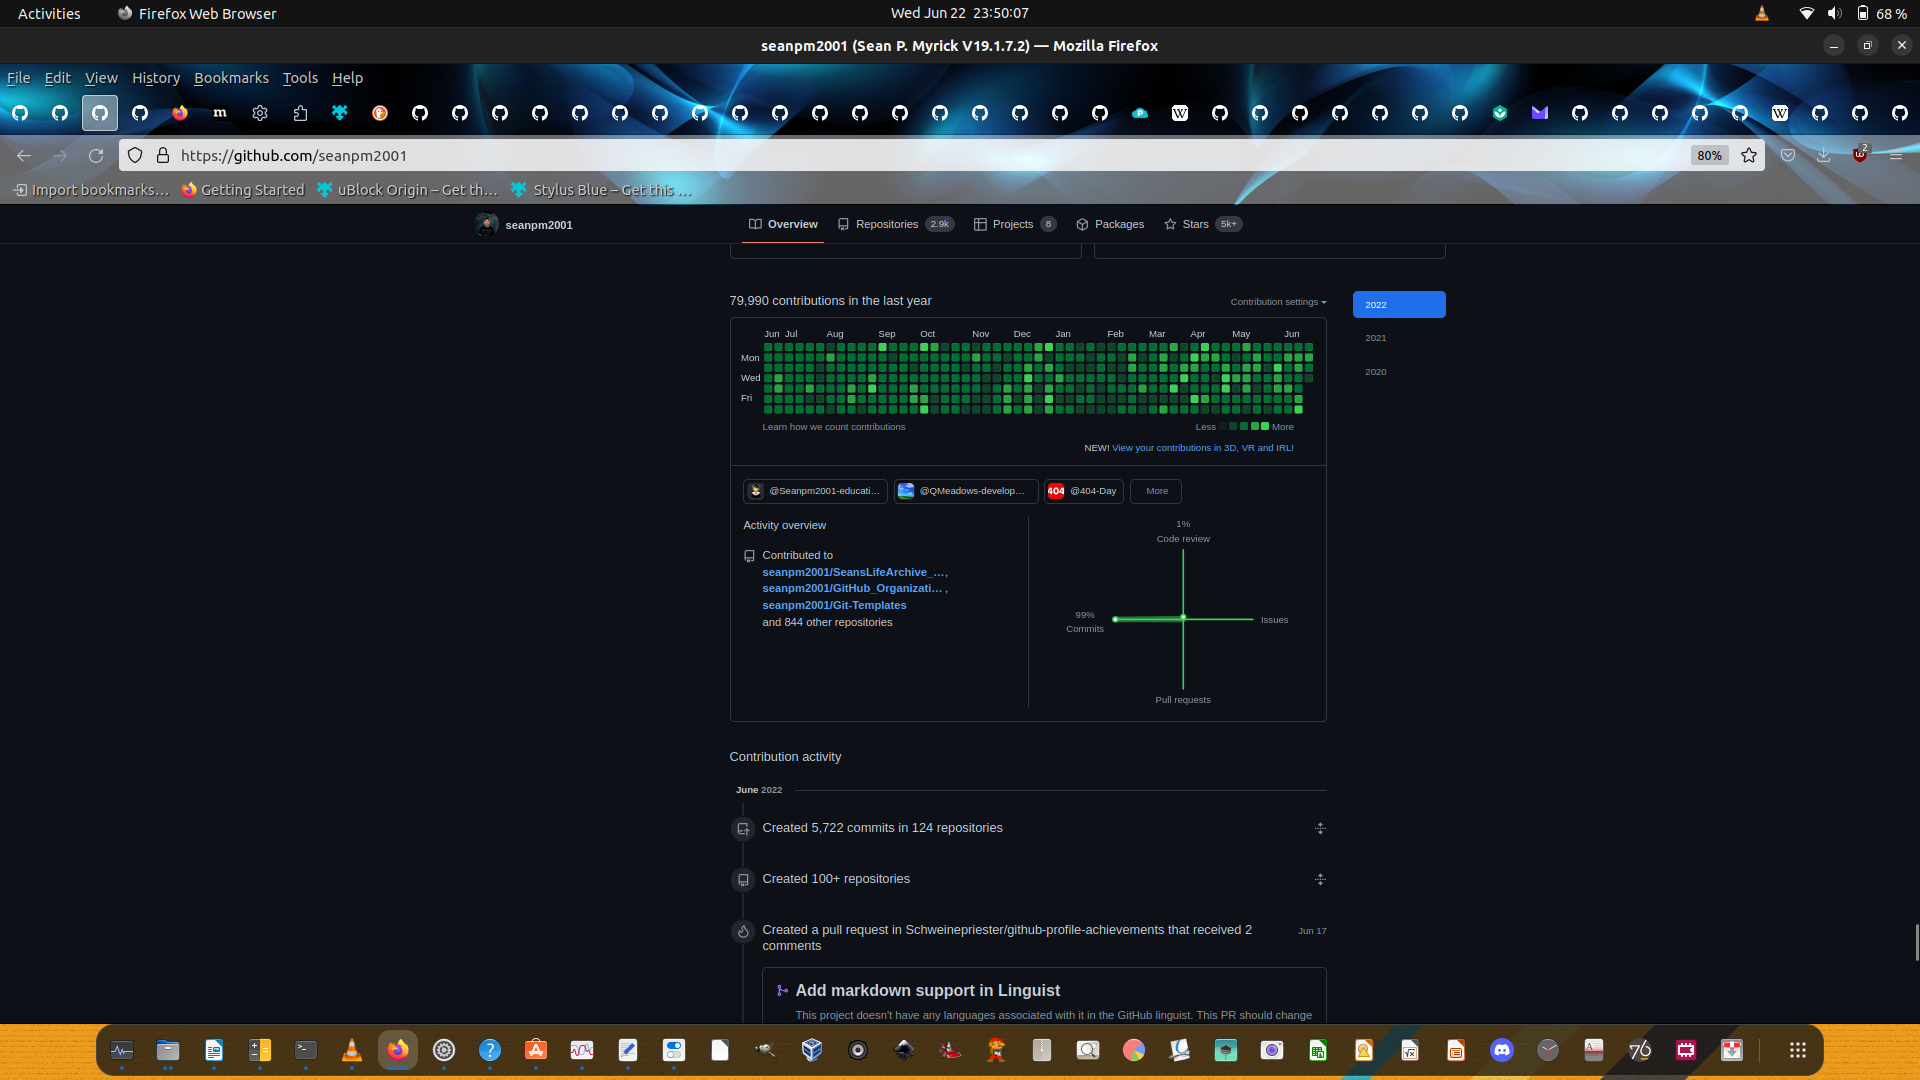 Activities
Firefox Web Browser
Wed Jun 22 23:50:07
68 %
seanpm2001 (Sean P. Myrick V19.1.7.2) — Mozilla Firefox
File Edit View History Bookmarks Tools Help
https://github.com/seanpm2001
80%
2
Import bookmarks…
Getting Started
uBlock Origin – Get th…
Stylus Blue – Get this …
seanpm2001
Overview
Repositories 2.9k
Projects 8
Packages
Stars 5k+
79,990 contributions in the last year
Contribution settings
2022
2021
2020
Jun Jul Aug Sep Oct Nov Dec Jan Feb Mar Apr May Jun
Mon
Wed
Fri
Learn how we count contributions
Less
More
NEW! View your contributions in 3D, VR and IRL!
@Seanpm2001-educati…
@QMeadows-develop…
404 @404-Day
More
Activity overview
Contributed to
seanpm2001/SeansLifeArchive_…,
seanpm2001/GitHub_Organizati… ,
seanpm2001/Git-Templates
and 844 other repositories
1%
Code review
99%
Commits
Issues
Pull requests
Contribution activity
June 2022
Created 5,722 commits in 124 repositories
Created 100+ repositories
Created a pull request in Schweinepriester/github-profile-achievements that received 2
comments
Jun 17
Add markdown support in Linguist
This project doesn't have any languages associated with it in the GitHub linguist. This PR should change
76